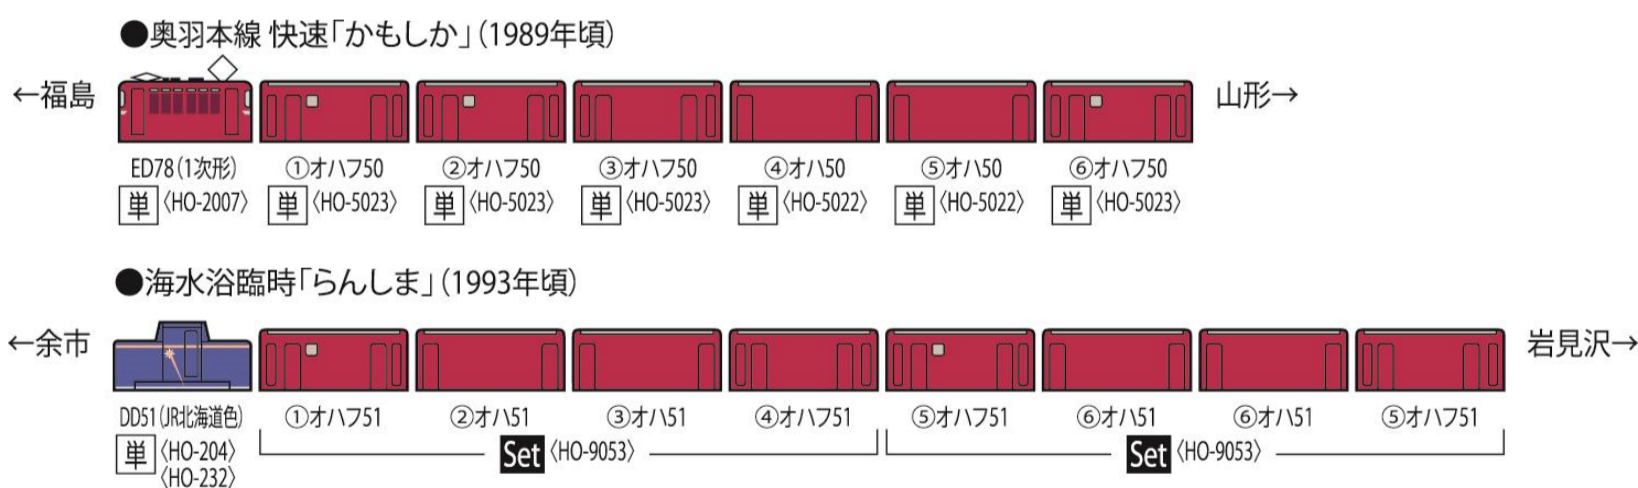 ●奥羽本線 快速「かもしか」(1989年頃)
←福島 山形→
ED78(1次形) ①オハフ50 ②オハフ50 ③オハフ50 ④オハ50 ⑤オハ50 ⑥オハフ50
単〈HO-2007〉 単〈HO-5023〉 単〈HO-5023〉 単〈HO-5023〉 単〈HO-5022〉 単〈HO-5022〉 単〈HO-5023〉
●海水浴臨時「らんしま」(1993年頃)
←余市 岩見沢→
DD51(JR北海道色) ①オハフ51 ②オハ51 ③オハ51 ④オハフ51 ⑤オハフ51 ⑥オハ51 ⑥オハ51 ⑤オハフ51
単〈HO-204〉 Set〈HO-9053〉 Set〈HO-9053〉
〈HO-232〉